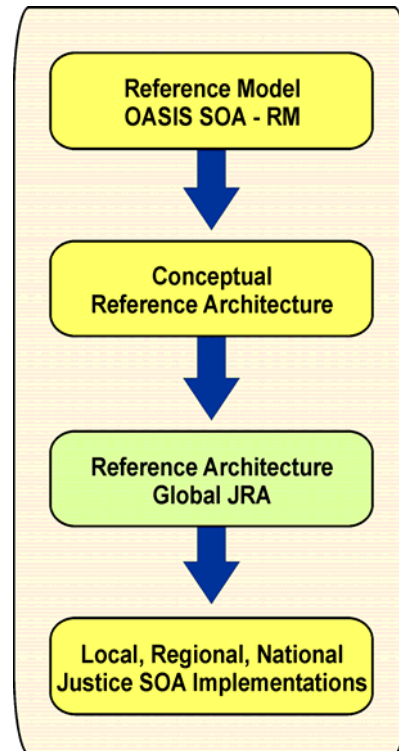 Reference Model
OASIS SOA - RM
Conceptual
Reference Architecture
Reference Architecture
Global JRA
Local, Regional, National
Justice SOA Implementations